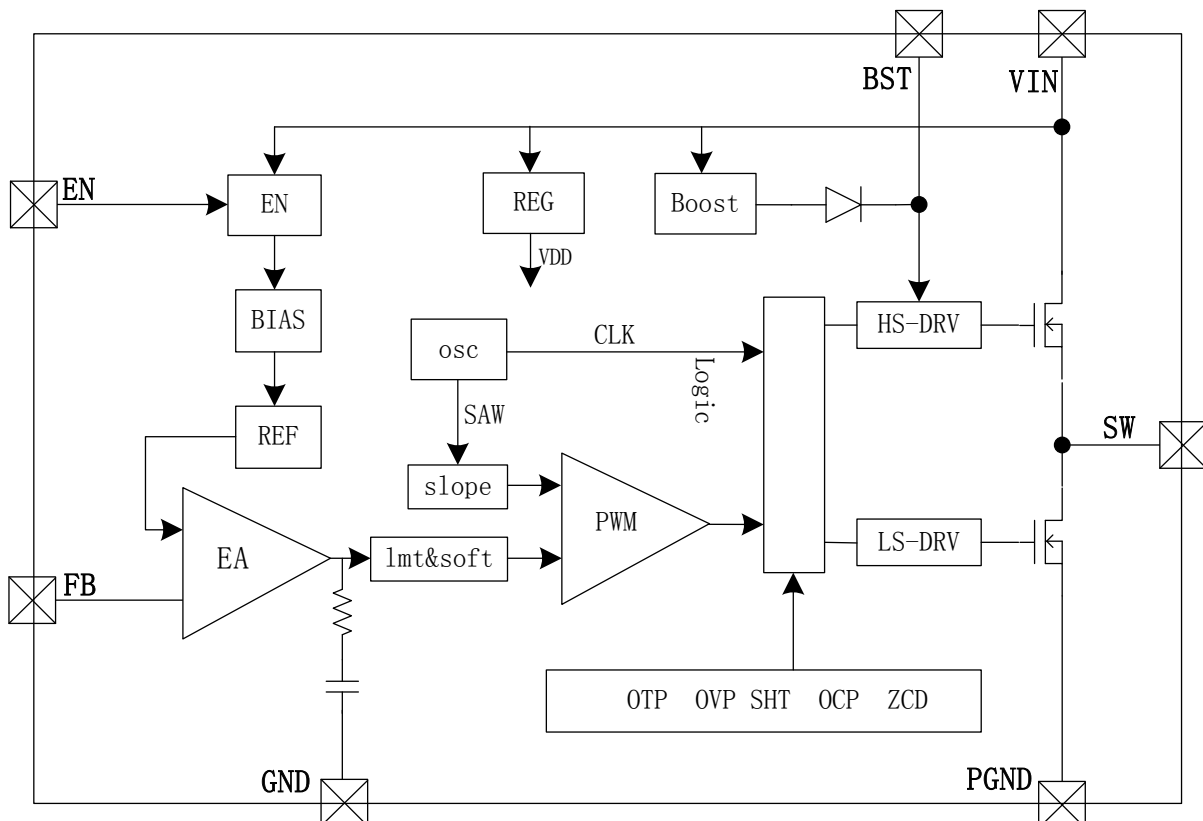 BST
VIN
EN
EN
REG
Boost
VDD
BIAS
HS-DRV
osc
CLK
Logic
SAW
REF
SW
slope
PWM
EA
lmt&soft
LS-DRV
FB
OTP OVP SHT OCP ZCD
GND
PGND